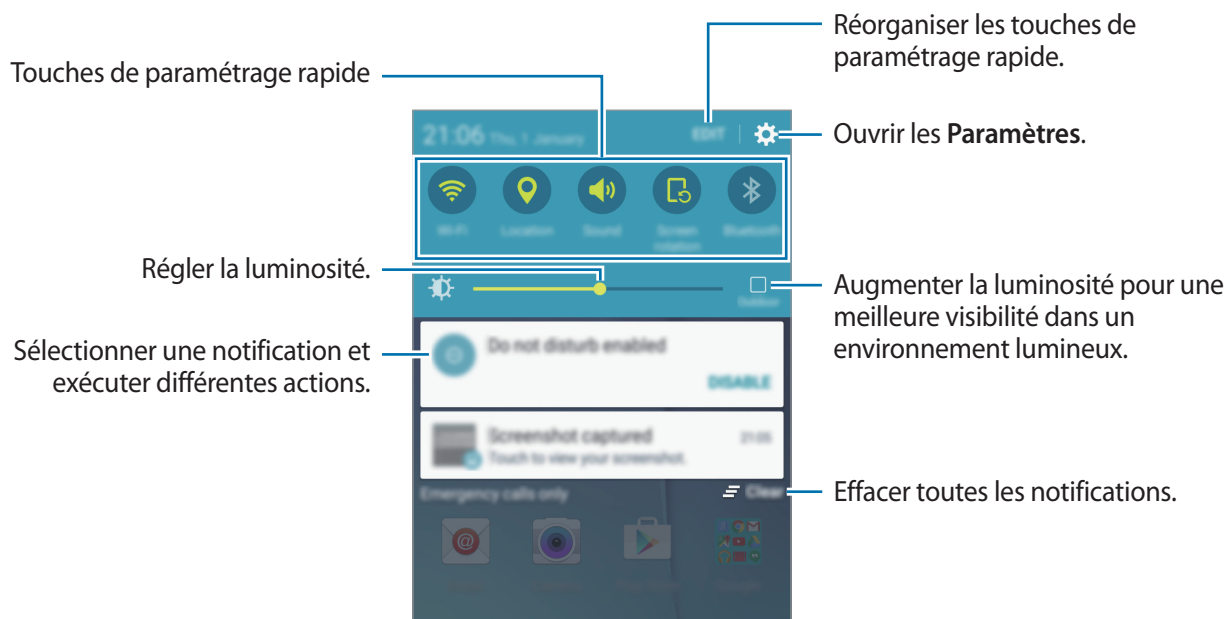 Réorganiser les touches de
paramétrage rapide.
Touches de paramétrage rapide
Ouvrir les Paramètres.
21:06 Thu, 1 January EDIT
Wi-Fi Location Sound Screen rotation Bluetooth
Régler la luminosité.
Augmenter la luminosité pour une
meilleure visibilité dans un
environnement lumineux.
Outdoor
Sélectionner une notification et
exécuter différentes actions.
Do not disturb enabled
DISABLE
Screenshot captured 21:05
Touch to view your screenshot.
Emergency calls only Clear
Effacer toutes les notifications.